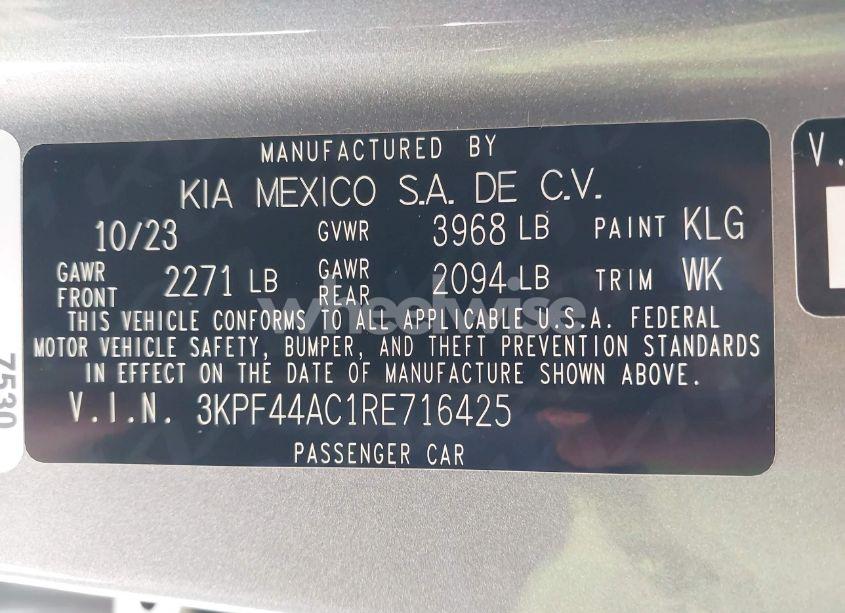 MANUFACTURED BY
KIA MEXICO S.A. DE C.V.
10/23 GVWR 3968 LB PAINT KLG
GAWR FRONT 2271 LB GAWR REAR 2094 LB TRIM WK
THIS VEHICLE CONFORMS TO ALL APPLICABLE U.S.A. FEDERAL
MOTOR VEHICLE SAFETY, BUMPER, AND THEFT PREVENTION STANDARDS
IN EFFECT ON THE DATE OF MANUFACTURE SHOWN ABOVE.
V.I.N. 3KPF44AC1RE716425
PASSENGER CAR
wheelwise
7530
V.